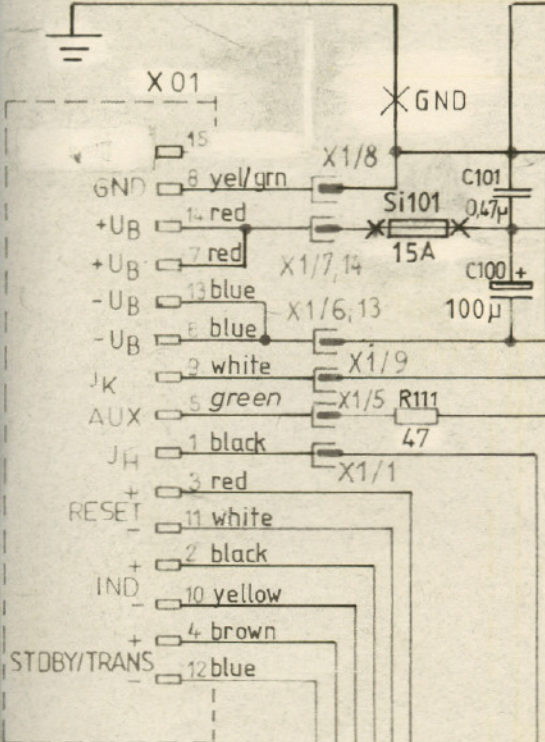 X 01
GND
15
X1/8
GND 8 yel/grn
C101
+UB 14 red
Si101
0,47µ
+UB 7 red
15A
X1/7,14
C100 +
-UB 13 blue
X1/6,13
100µ
-UB 6 blue
JK 9 white
X1/9
AUX 5 green
X1/5
R111
47
JH 1 black
X1/1
+ 3 red
RESET
- 11 white
+ 2 black
IND
- 10 yellow
+ 4 brown
STDBY/TRANS
- 12 blue